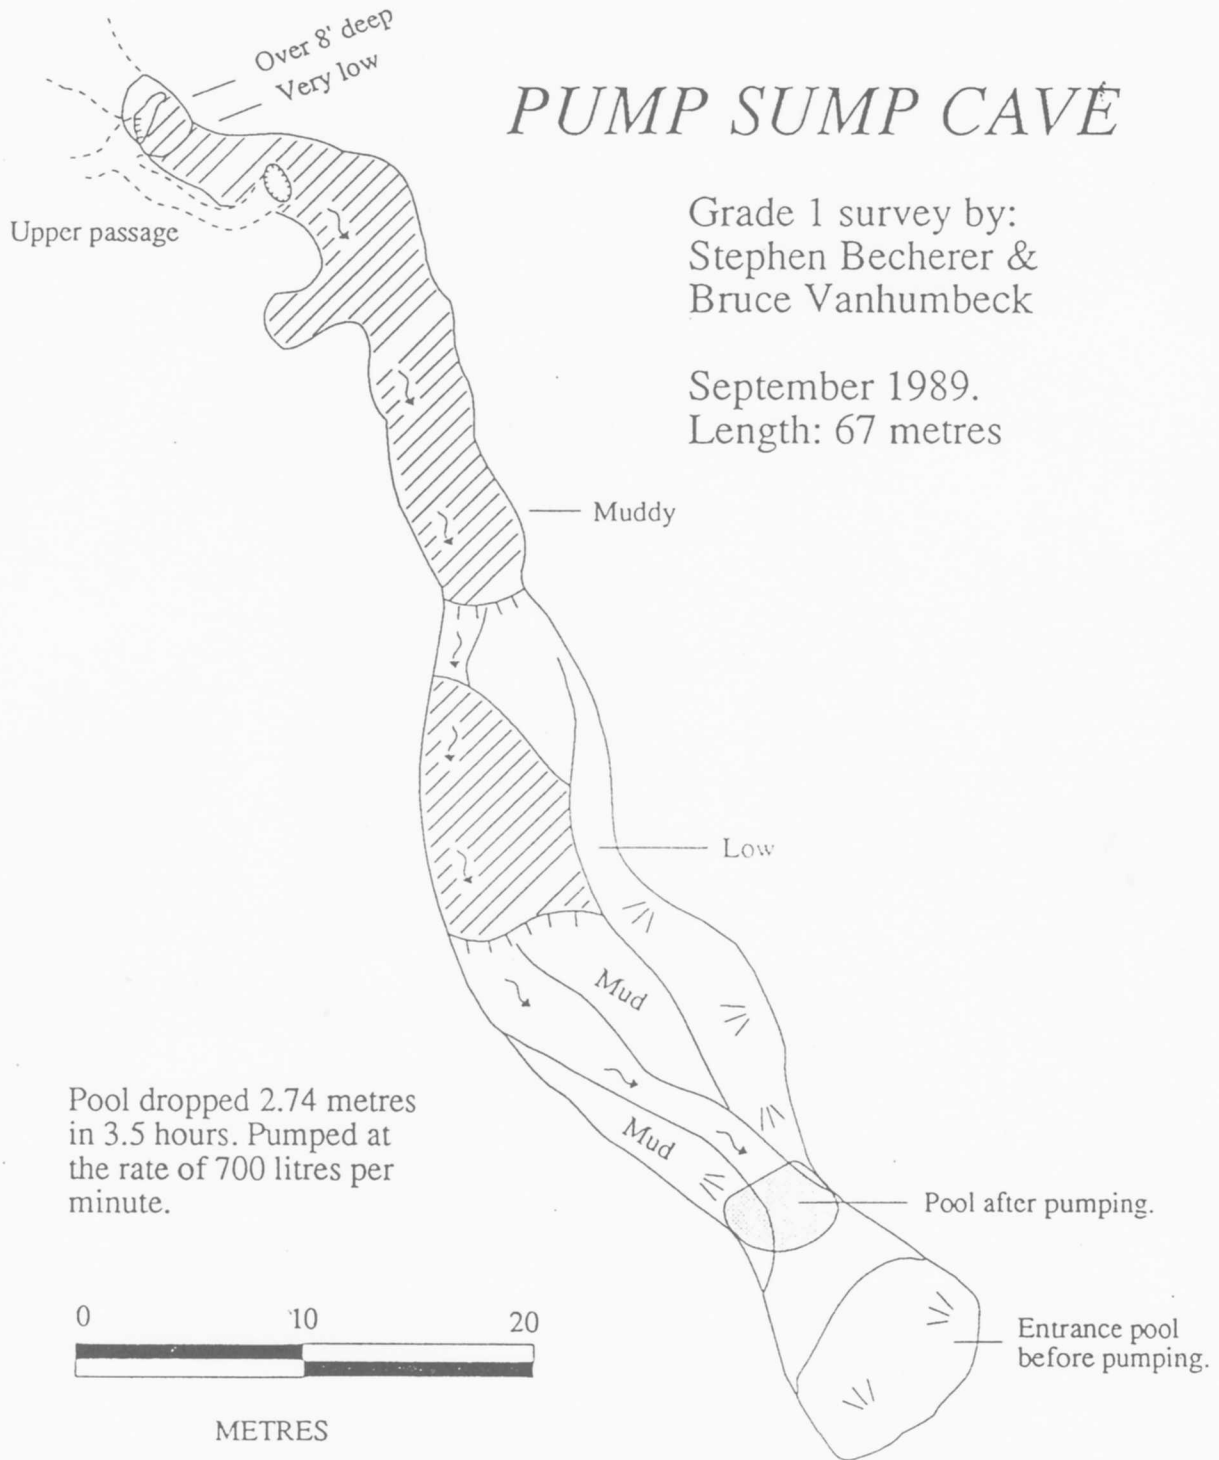 Over 8' deep
Very low
PUMP SUMP CAVE
Upper passage
Grade 1 survey by:
Stephen Becherer &
Bruce Vanhumbeck
September 1989.
Length: 67 metres
Muddy
Low
Mud
Mud
Pool dropped 2.74 metres
in 3.5 hours. Pumped at
the rate of 700 litres per
minute.
Pool after pumping.
0 10 20
METRES
Entrance pool
before pumping.